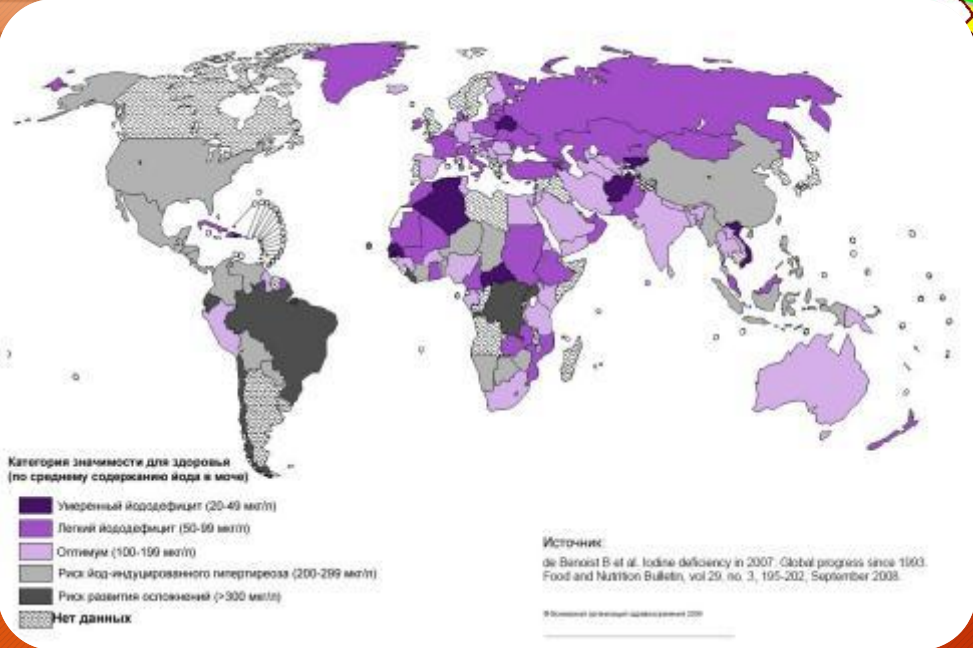 Категория значимости для здоровья
(по среднему содержанию йода в моче)
Умеренный йододефицит (20-49 мкг/л)
Легкий йододефицит (50-99 мкг/л)
Оптимум (100-199 мкг/л)
Риск йод-индуцированного гипертиреоза (200-299 мкг/л)
Риск развития осложнений (>300 мкг/л)
Нет данных
Источник:
de Benoist B et al. Iodine deficiency in 2007: Global progress since 1993.
Food and Nutrition Bulletin, vol 29, no. 3, 195-202, September 2008.